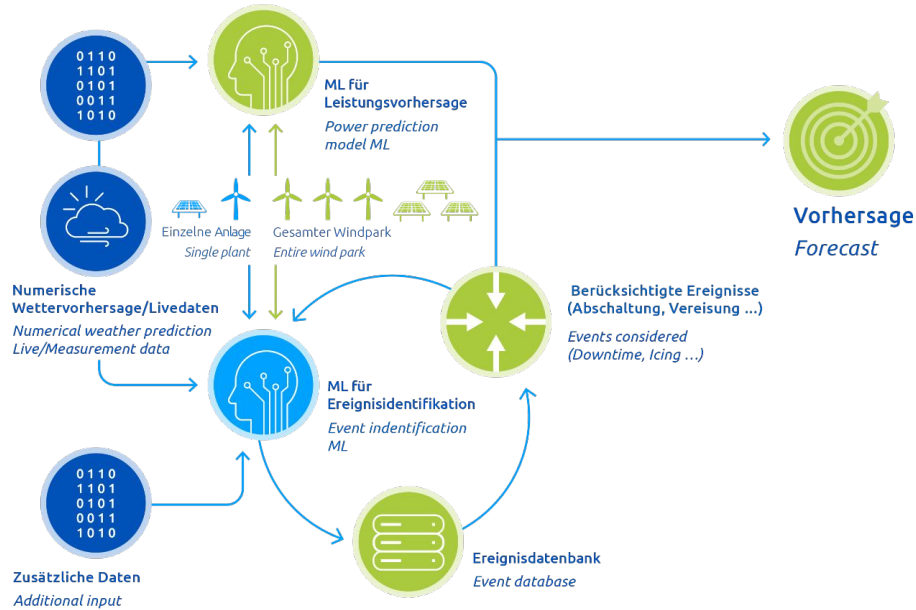 0110
1101
0101
0011
1010
ML für
Leistungsvorhersage
Power prediction
model ML
Einzelne Anlage
Single plant
Gesamter Windpark
Entire wind park
Vorhersage
Forecast
Numerische
Wettervorhersage/Livedaten
Numerical weather prediction
Live/Measurement data
Berücksichtigte Ereignisse
(Abschaltung, Vereisung ...)
Events considered
(Downtime, Icing ...)
ML für
Ereignisidentifikation
Event indentification
ML
0110
1101
0101
0011
1010
Zusätzliche Daten
Additional input
Ereignisdatenbank
Event database